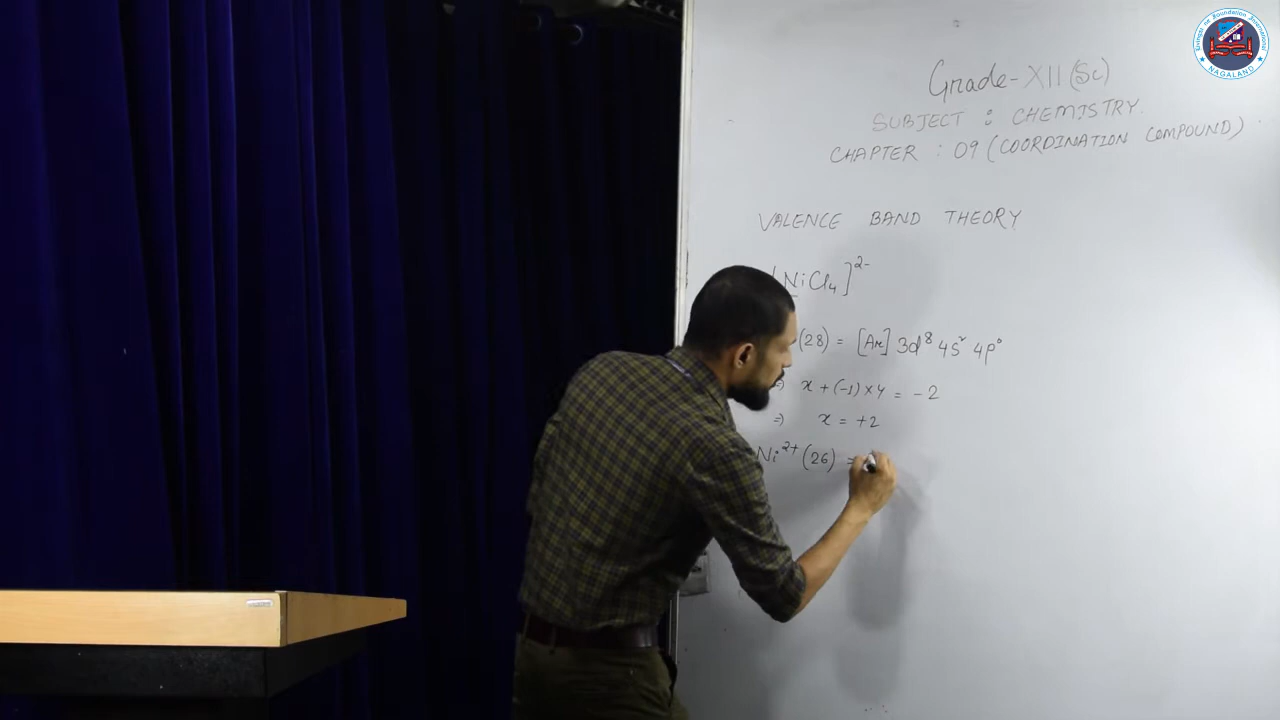 Grade-XII(Sc)
SUBJECT : CHEMISTRY.
CHAPTER : 09 (COORDINATION COMPOUND)
VALENCE BAND THEORY
[NiCl₄]²⁻
(28) = [Ar] 3d⁸ 4s² 4p⁰
⇒ x + (-1) × 4 = -2
⇒ x = +2
Ni²⁺ (26) =
NAGALAND